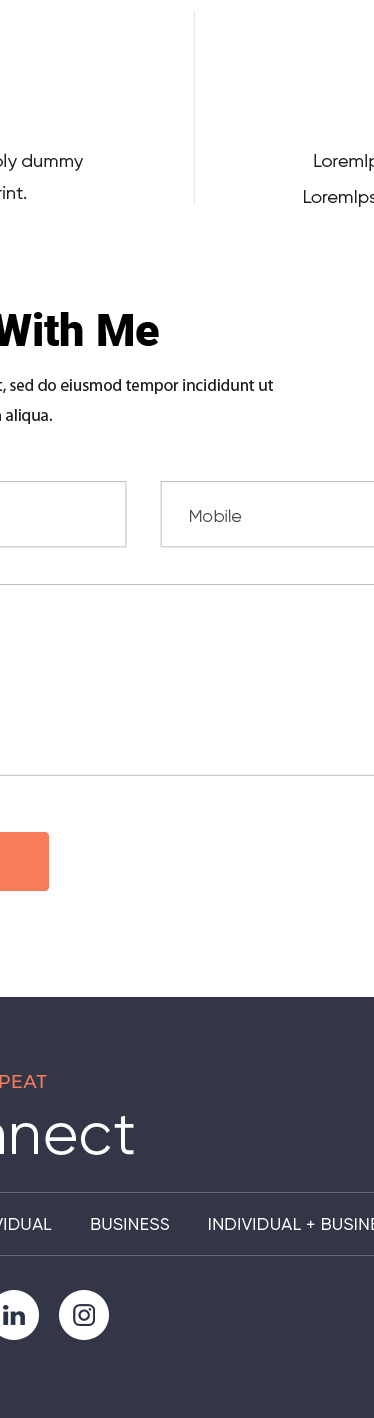 ply dummy
rint.
LoremIp
LoremIps
With Me
t, sed do eiusmod tempor incididunt ut
aliqua.
Mobile
PEAT
nnect
VIDUAL BUSINESS INDIVIDUAL + BUSINE
in